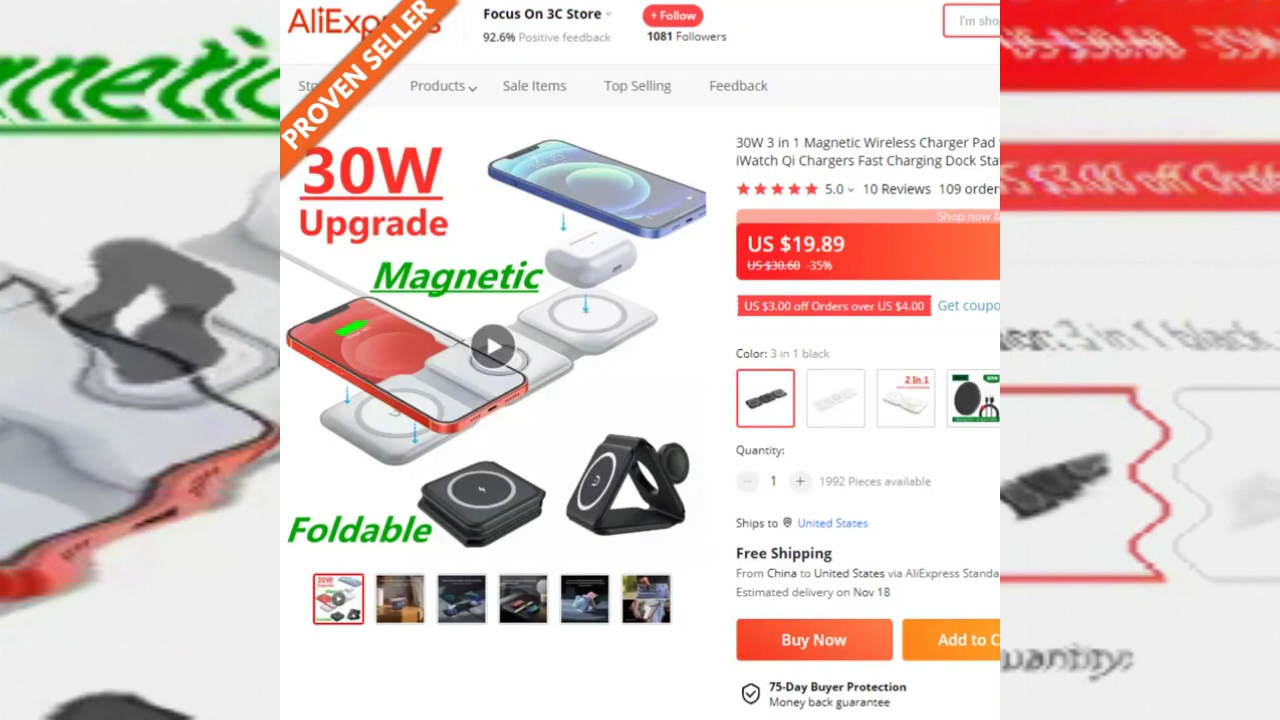 AliExpress
PROVEN SELLER
Focus On 3C Store
+ Follow
92.6% Positive feedback
1081 Followers
I'm sho
Products
Sale Items
Top Selling
Feedback
30W
Upgrade
Magnetic
Foldable
30W 3 in 1 Magnetic Wireless Charger Pad
iWatch Qi Chargers Fast Charging Dock Sta
5.0
10 Reviews
109 order
Shop now &
US $19.89
US $30.60 -35%
US $3.00 off Orders over US $4.00
Get coupo
Color: 3 in 1 black
2 In 1
Quantity:
1
1992 Pieces available
Ships to United States
Free Shipping
From China to United States via AliExpress Standa
Estimated delivery on Nov 18
Buy Now
Add to C
75-Day Buyer Protection
Money back guarantee